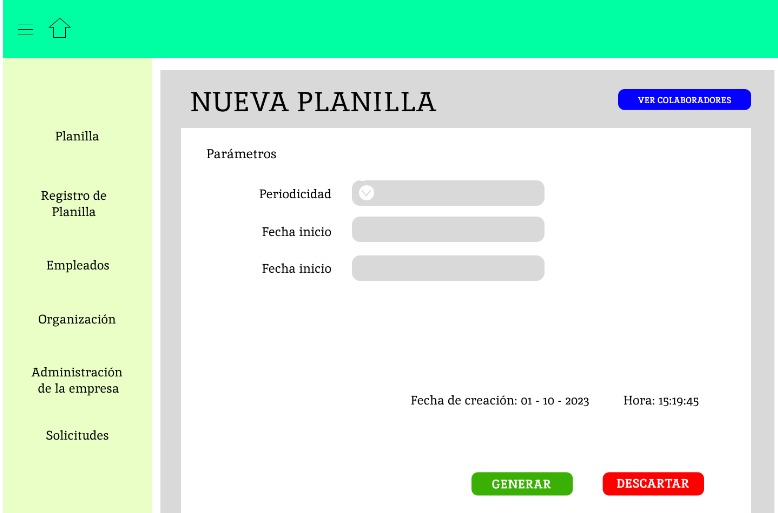 NUEVA PLANILLA
VER COLABORADORES
Planilla
Registro de
Planilla
Empleados
Organización
Administración
de la empresa
Solicitudes
Parámetros
Periodicidad
Fecha inicio
Fecha inicio
Fecha de creación: 01 - 10 - 2023
Hora: 15:19:45
GENERAR
DESCARTAR